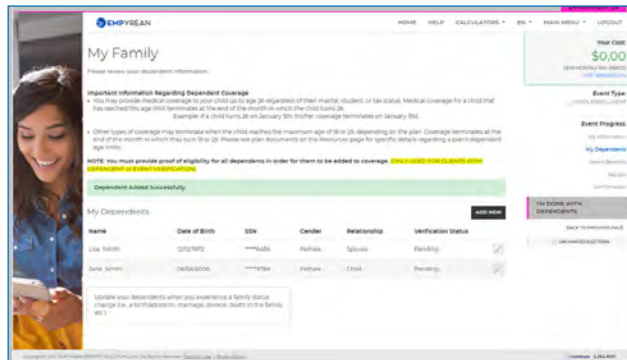 EMPYREAN
HOME HELP CALCULATORS EN MAIN MENU LOGOUT
My Family
Please review your dependent information.
Important Information Regarding Dependent Coverage
• You may provide medical coverage to your child up to age 26 regardless of their marital, student, or tax status. Medical coverage for a child that
has reached this age limit terminates at the end of the month in which the child turns 26.
Example: if a child turns 26 on January 5th, his/her coverage terminates on January 31st.
• Other types of coverage may terminate when the child reaches the maximum age of 19 or 25, depending on the plan. Coverage terminates at the
end of the month in which they turn 19 or 25. Please see plan documents on the Resources page for specific details regarding a plan's dependent
age limits.
NOTE: You must provide proof of eligibility for all dependents in order for them to be added to coverage. (ONLY USED FOR CLIENTS WITH
DEPENDENT or EVENT VERIFICATION)
Dependent Added Successfully.
My Dependents
ADD NEW
Name Date of Birth SSN Gender Relationship Verification Status
Lisa Smith Female Spouse Pending
Jane Smith Female Child Pending
Update your dependents when you experience a family status
change (i.e. a birth/adoption, marriage, divorce, death in the family,
etc.)
Your Cost
$0.00
Event Type
OPEN ENROLLMENT
Event Progress
My Information
My Dependents
Review
Confirmation
I'M DONE WITH
DEPENDENTS
BACK TO PREVIOUS PAGE